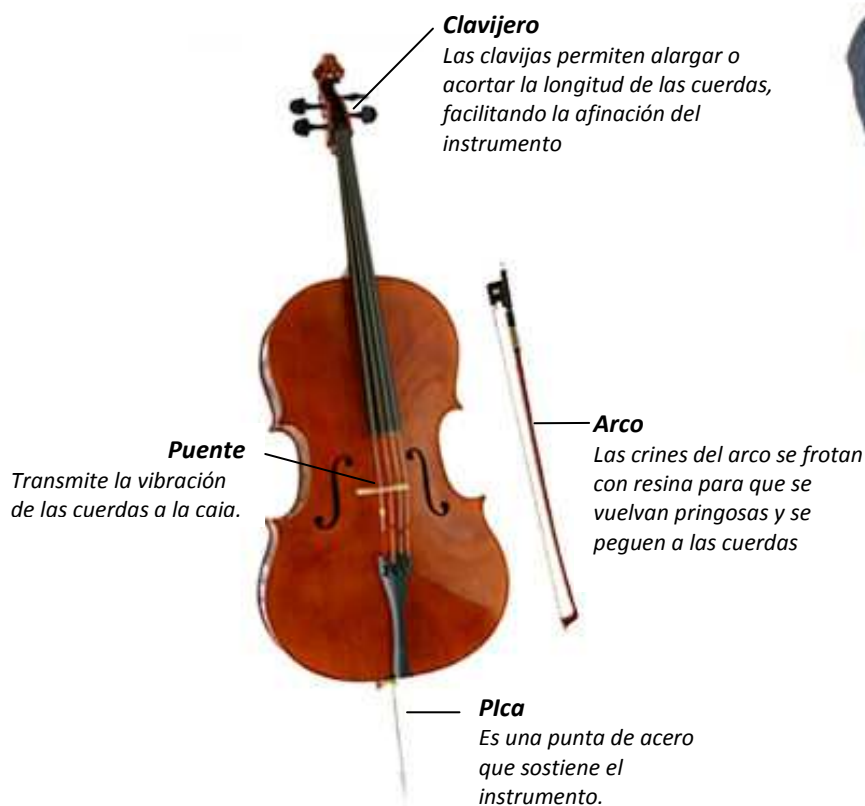 Clavijero
Las clavijas permiten alargar o
acortar la longitud de las cuerdas,
facilitando la afinación del
instrumento
Puente
Transmite la vibración
de las cuerdas a la caia.
Arco
Las crines del arco se frotan
con resina para que se
vuelvan pringosas y se
peguen a las cuerdas
PIca
Es una punta de acero
que sostiene el
instrumento.